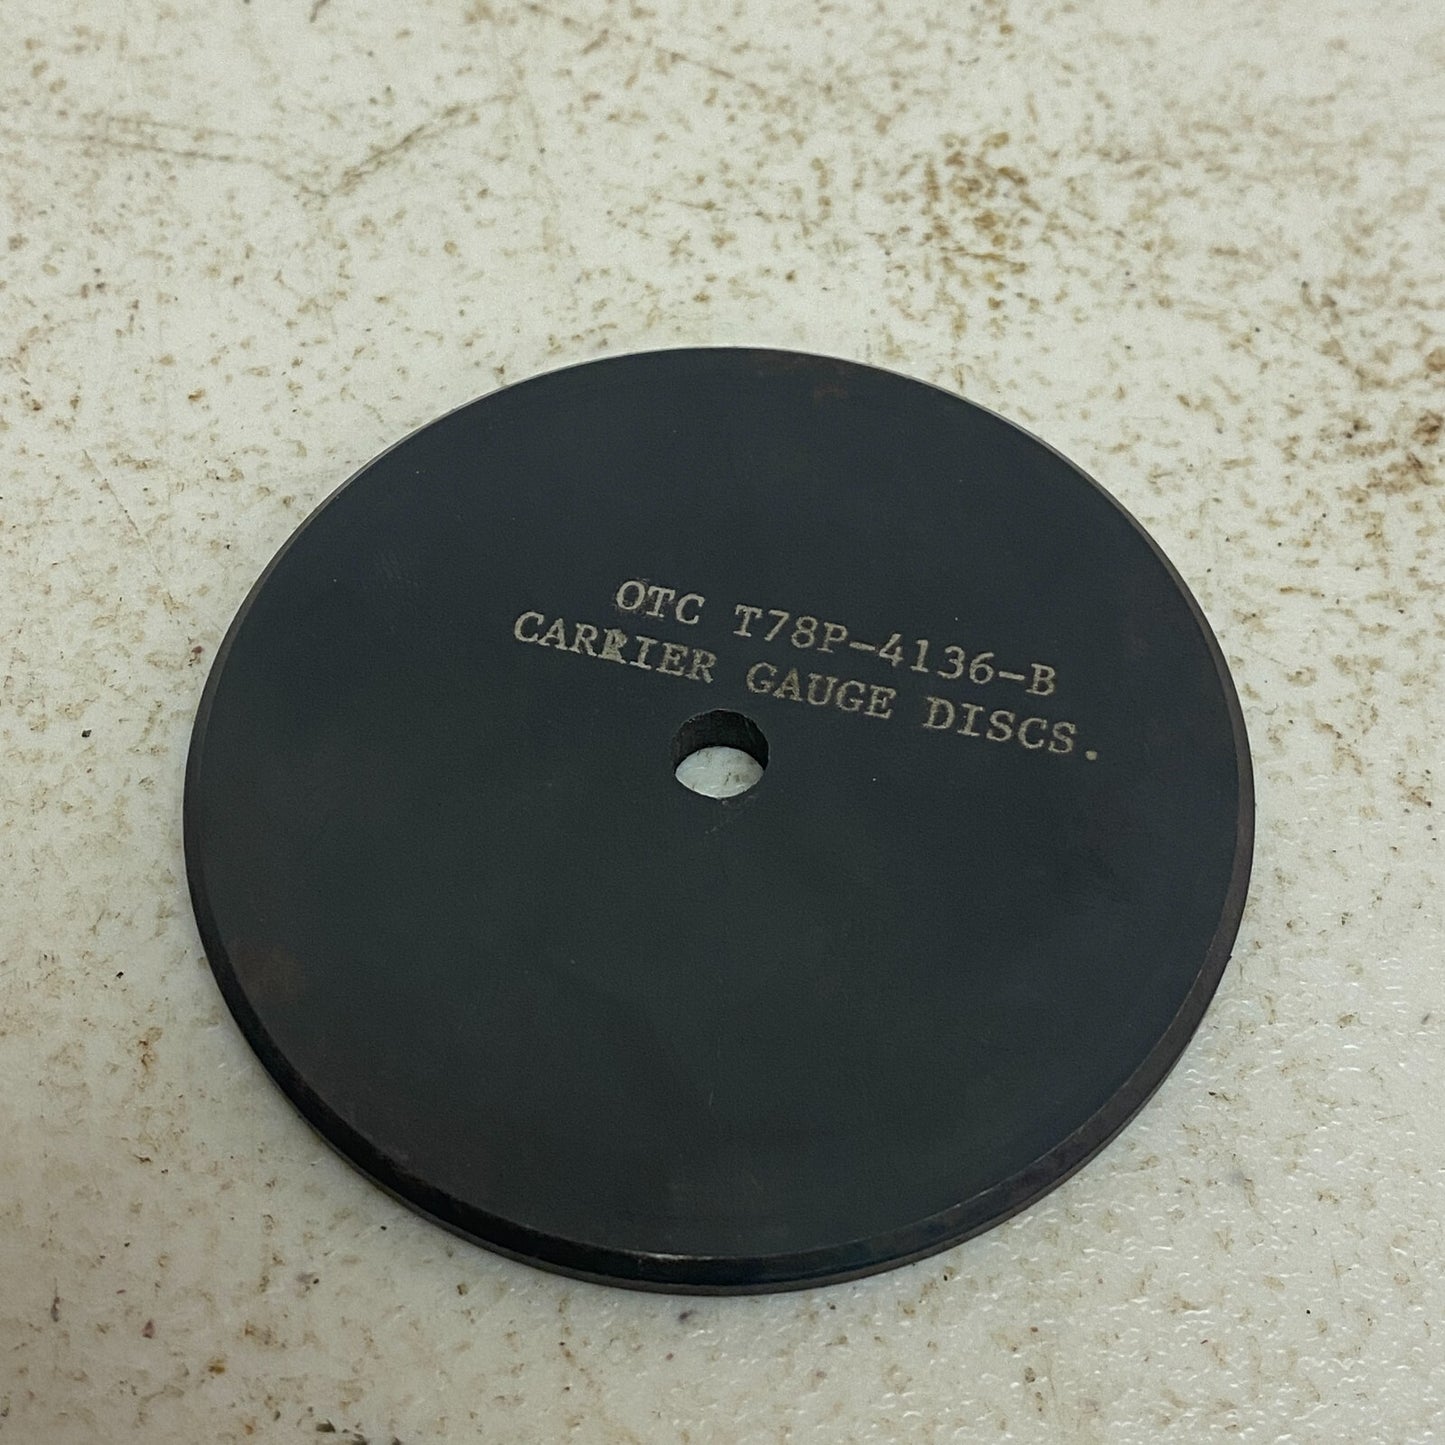 OTC T78P-4136-B
CARRIER GAUGE DISCS.